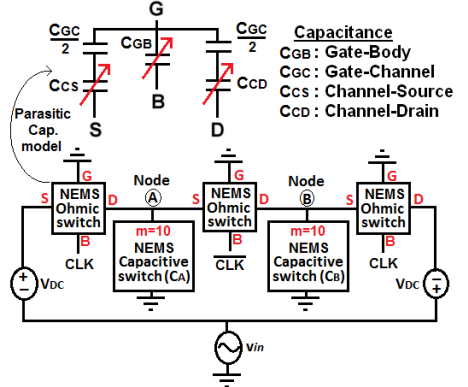 G
CGC
2
CGB
CGC
2
CCS
CCD
B
S
D
Capacitance
CGB : Gate-Body
CGC : Gate-Channel
CCS : Channel-Source
CCD : Channel-Drain
Parasitic
Cap.
model
G
S
NEMS
Ohmic
switch
D
B
CLK
Node
A
m=10
NEMS
Capacitive
switch (CA)
G
S
NEMS
Ohmic
switch
D
B
CLK
Node
B
m=10
NEMS
Capacitive
switch (CB)
G
S
NEMS
Ohmic
switch
D
B
CLK
+
−
VDC
VDC
−
+
Vin